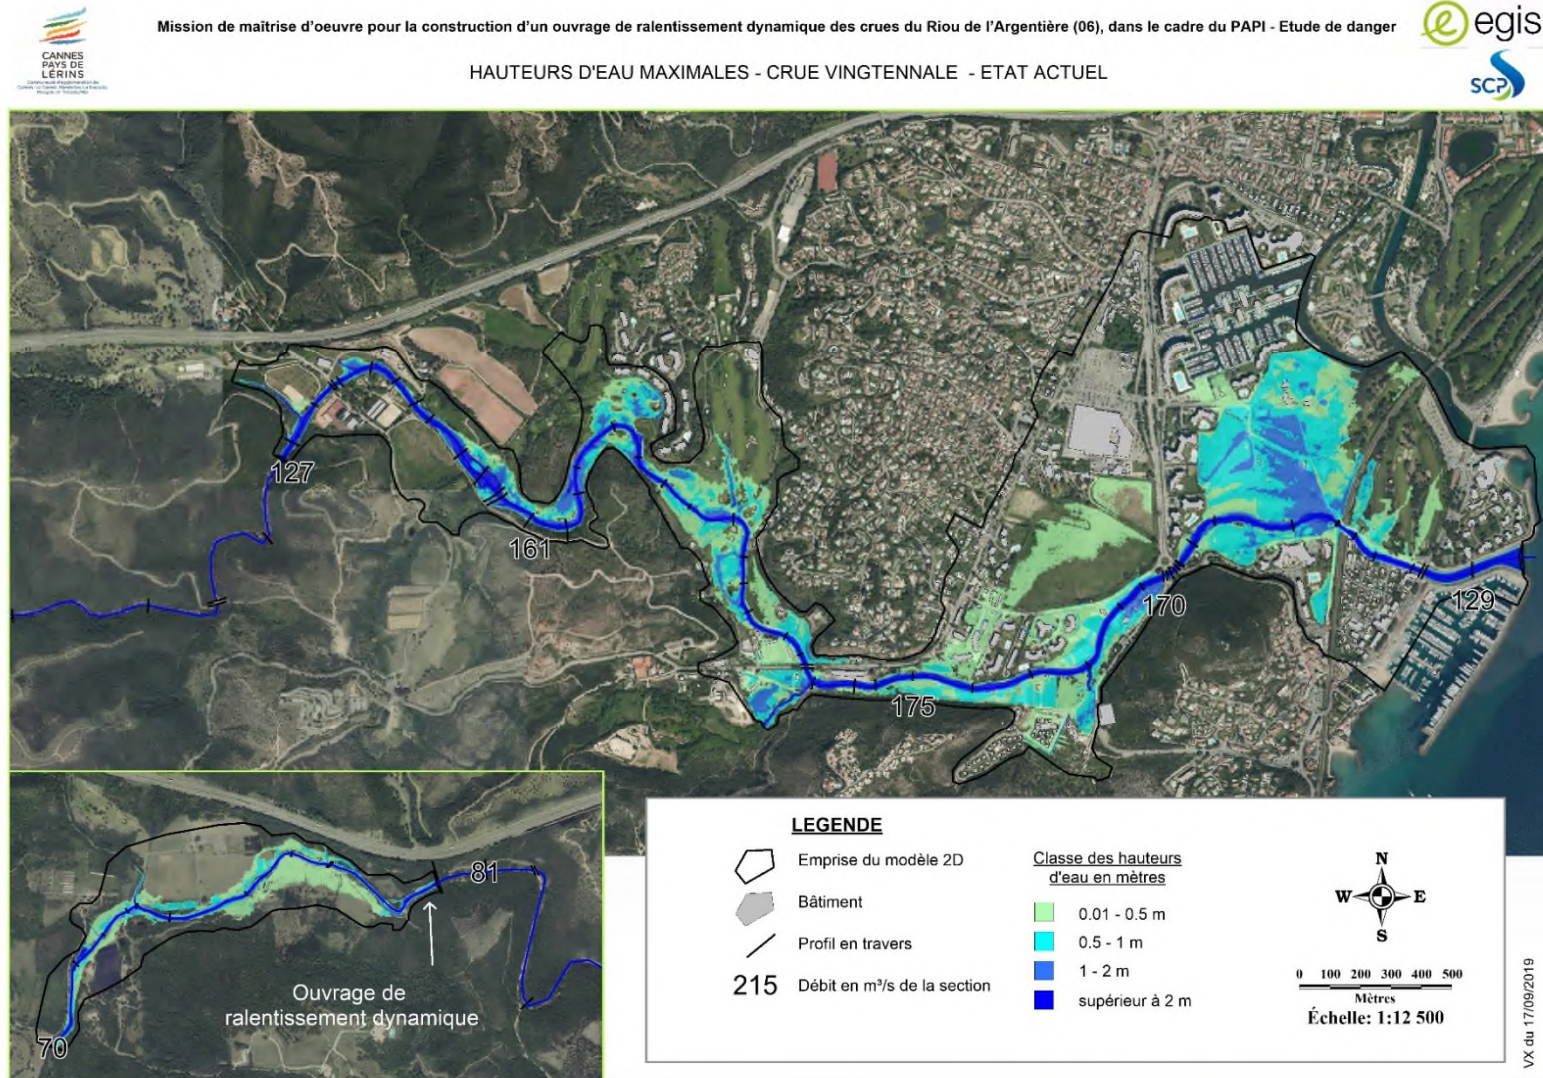 Mission de maîtrise d'oeuvre pour la construction d'un ouvrage de ralentissement dynamique des crues du Riou de l'Argentière (06), dans le cadre du PAPI - Etude de danger
HAUTEURS D'EAU MAXIMALES - CRUE VINGTENNALE - ETAT ACTUEL
CANNES
PAYS DE
LÉRINS
egis
SCP
127
161
175
170
129
81
70
Ouvrage de
ralentissement dynamique
LEGENDE
Emprise du modèle 2D
Bâtiment
Profil en travers
215 Débit en m³/s de la section
Classe des hauteurs
d'eau en mètres
0.01 - 0.5 m
0.5 - 1 m
1 - 2 m
supérieur à 2 m
N
W E
S
0 100 200 300 400 500
Mètres
Échelle: 1:12 500
VX du 17/09/2019